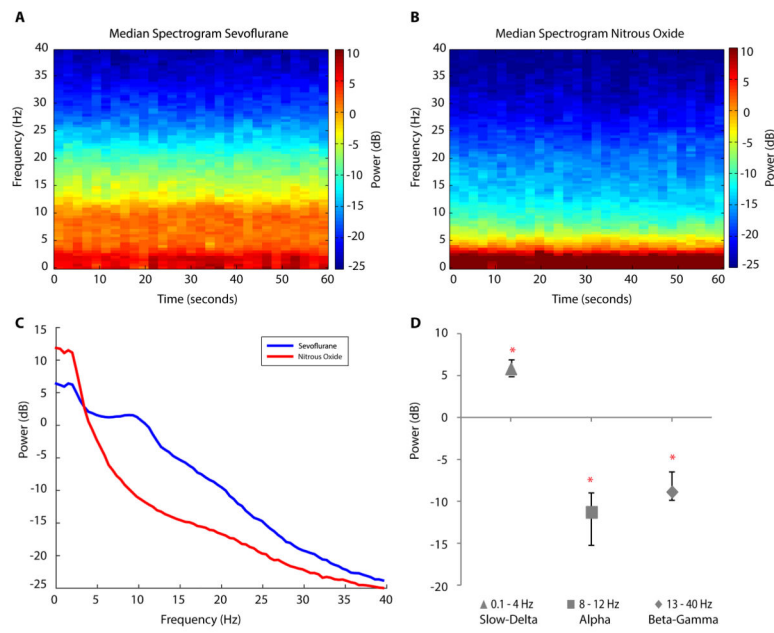 A
Median Spectrogram Sevoflurane
40
35
30
25
20
15
10
5
0
Frequency (Hz)
0 10 20 30 40 50 60
Time (seconds)
10
5
0
-5
-10
-15
-20
-25
Power (dB)
B
Median Spectrogram Nitrous Oxide
40
35
30
25
20
15
10
5
0
Frequency (Hz)
0 10 20 30 40 50 60
Time (seconds)
10
5
0
-5
-10
-15
-20
-25
Power (dB)
C
15
10
5
0
-5
-10
-15
-20
-25
Power (dB)
Sevoflurane
Nitrous Oxide
0 5 10 15 20 25 30 35 40
Frequency (Hz)
D
10
5
0
-5
-10
-15
-20
Power (dB)
* * *
0.1 - 4 Hz 8 - 12 Hz 13 - 40 Hz
Slow-Delta Alpha Beta-Gamma